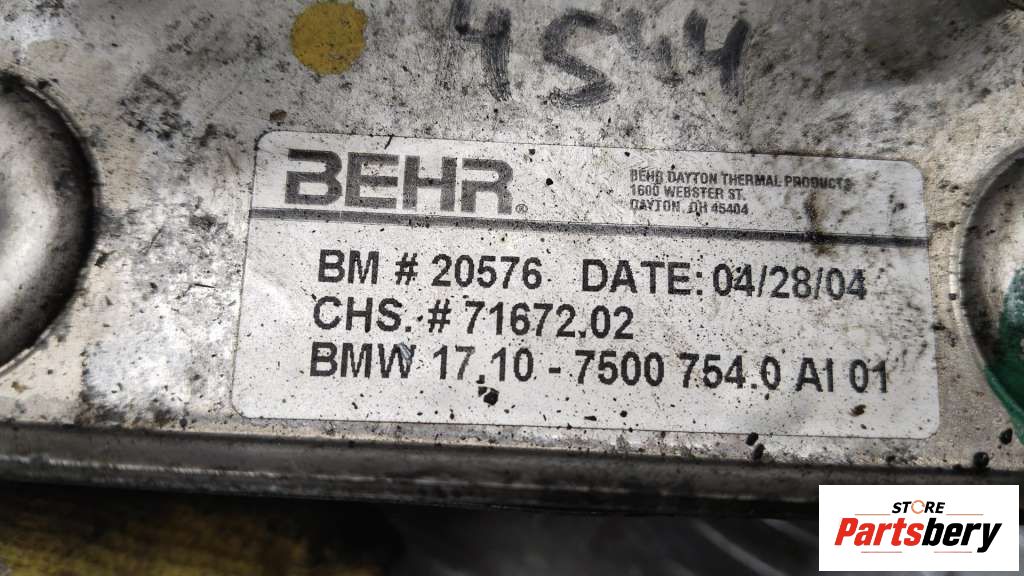 4544
BEHR®
BEHR DAYTON THERMAL PRODUCTS
1600 WEBSTER ST.
DAYTON, OH 45404
BM # 20576 DATE: 04/28/04
CHS. # 71672.02
BMW 17.10 - 7500 754.0 AI 01
STORE
Partsbery